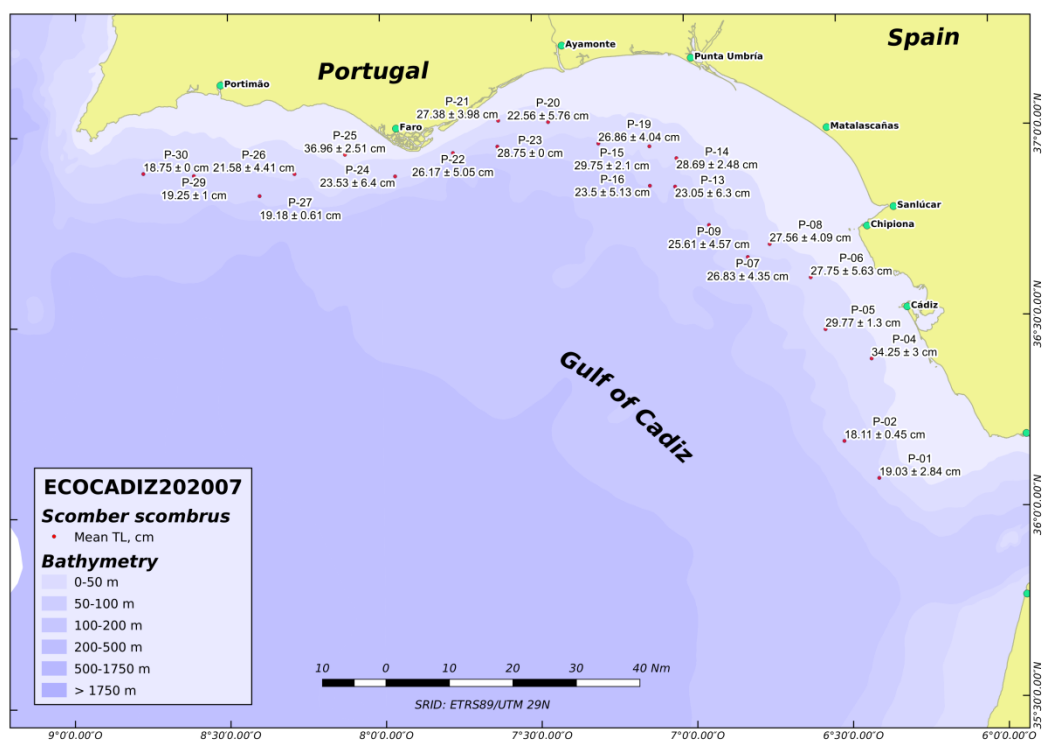 Spain
Ayamonte
Punta Umbría
Portugal
Portimão
P-21
27.38 ± 3.98 cm
P-20
22.56 ± 5.76 cm
Faro
Matalascañas
P-19
26.86 ± 4.04 cm
P-25
36.96 ± 2.51 cm
P-23
28.75 ± 0 cm
P-15
29.75 ± 2.1 cm
P-14
28.69 ± 2.48 cm
P-30
18.75 ± 0 cm
P-26
21.58 ± 4.41 cm
P-24
23.53 ± 6.4 cm
P-22
26.17 ± 5.05 cm
P-16
23.5 ± 5.13 cm
P-13
23.05 ± 6.3 cm
P-29
19.25 ± 1 cm
P-27
19.18 ± 0.61 cm
Sanlúcar
Chipiona
P-09
25.61 ± 4.57 cm
P-08
27.56 ± 4.09 cm
P-07
26.83 ± 4.35 cm
P-06
27.75 ± 5.63 cm
Cádiz
P-05
29.77 ± 1.3 cm
P-04
34.25 ± 3 cm
Gulf of Cadiz
P-02
18.11 ± 0.45 cm
P-01
19.03 ± 2.84 cm
37°0'0.00"N
36°30'0.00"N
36°0'0.00"N
35°30'0.00"N
ECOCADIZ202007
Scomber scombrus
Mean TL, cm
Bathymetry
0-50 m
50-100 m
100-200 m
200-500 m
500-1750 m
> 1750 m
10 0 10 20 30 40 Nm
SRID: ETRS89/UTM 29N
9°0'0.00"O 8°30'0.00"O 8°0'0.00"O 7°30'0.00"O 7°0'0.00"O 6°30'0.00"O 6°0'0.00"O